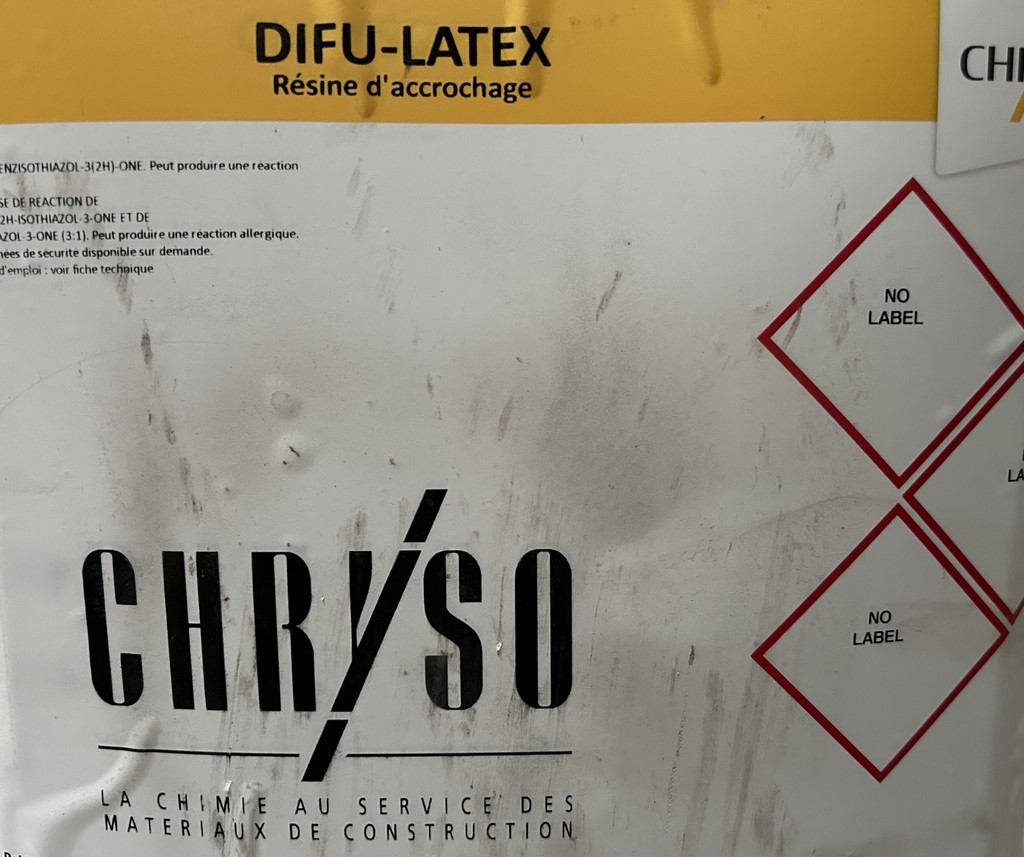 DIFU-LATEX
Résine d'accrochage
ENZISOTHIAZOL-3(2H)-ONE. Peut produire une réaction
SE DE RÉACTION DE
2H-ISOTHIAZOL-3-ONE ET DE
AZOL-3-ONE (3:1). Peut produire une réaction allergique.
nées de sécurité disponible sur demande.
d'emploi : voir fiche technique
NO
LABEL
NO
LABEL
CHRYSO
LA CHIMIE AU SERVICE DES
MATERIAUX DE CONSTRUCTION